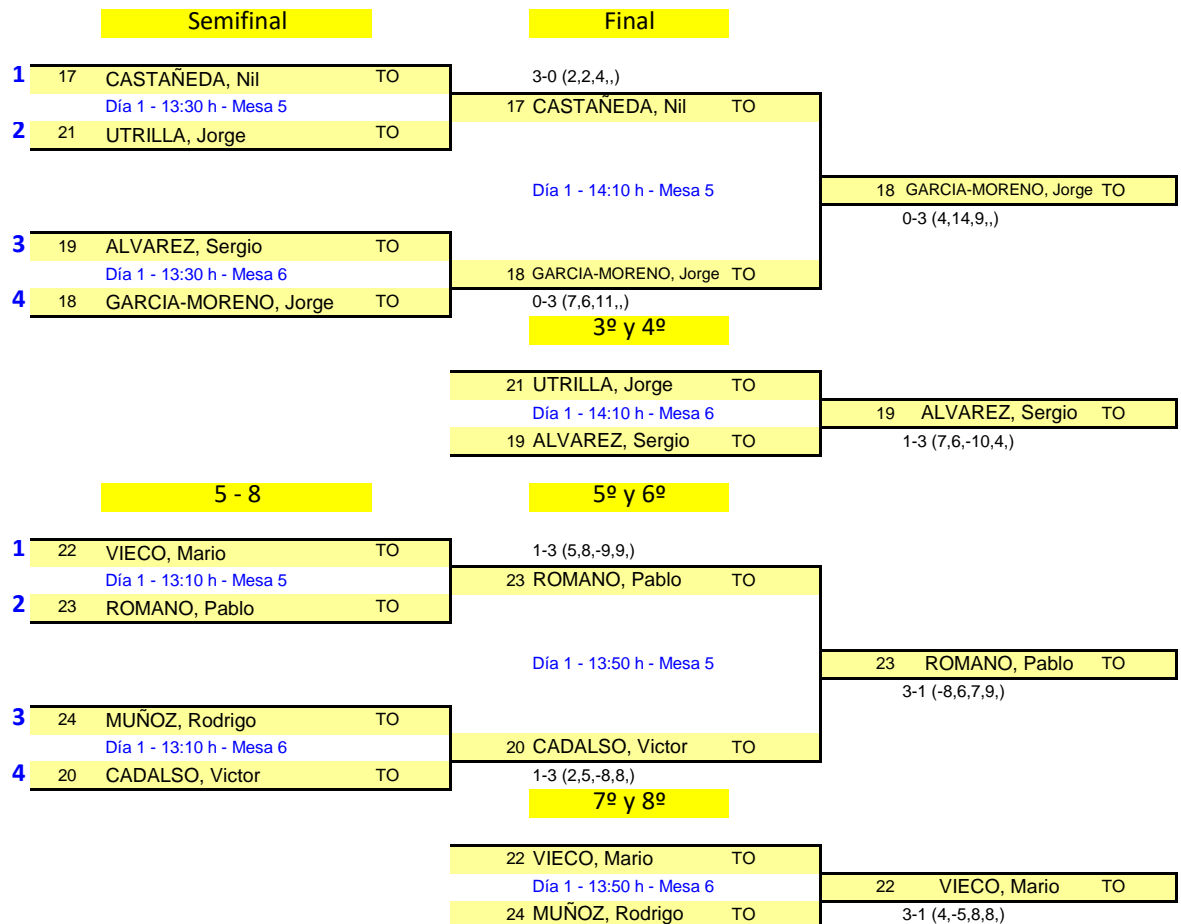 Semifinal Final
1 17 CASTAÑEDA, Nil TO 3-0 (2,2,4,,)
Día 1 - 13:30 h - Mesa 5 17 CASTAÑEDA, Nil TO
2 21 UTRILLA, Jorge TO
Día 1 - 14:10 h - Mesa 5 18 GARCIA-MORENO, Jorge TO
0-3 (4,14,9,,)
3 19 ALVAREZ, Sergio TO
Día 1 - 13:30 h - Mesa 6 18 GARCIA-MORENO, Jorge TO
4 18 GARCIA-MORENO, Jorge TO 0-3 (7,6,11,,)
3º y 4º
21 UTRILLA, Jorge TO
Día 1 - 14:10 h - Mesa 6 19 ALVAREZ, Sergio TO
19 ALVAREZ, Sergio TO 1-3 (7,6,-10,4,)
5 - 8 5º y 6º
1 22 VIECO, Mario TO 1-3 (5,8,-9,9,)
Día 1 - 13:10 h - Mesa 5 23 ROMANO, Pablo TO
2 23 ROMANO, Pablo TO
Día 1 - 13:50 h - Mesa 5 23 ROMANO, Pablo TO
3-1 (-8,6,7,9,)
3 24 MUÑOZ, Rodrigo TO
Día 1 - 13:10 h - Mesa 6 20 CADALSO, Victor TO
4 20 CADALSO, Victor TO 1-3 (2,5,-8,8,)
7º y 8º
22 VIECO, Mario TO
Día 1 - 13:50 h - Mesa 6 22 VIECO, Mario TO
24 MUÑOZ, Rodrigo TO 3-1 (4,-5,8,8,)